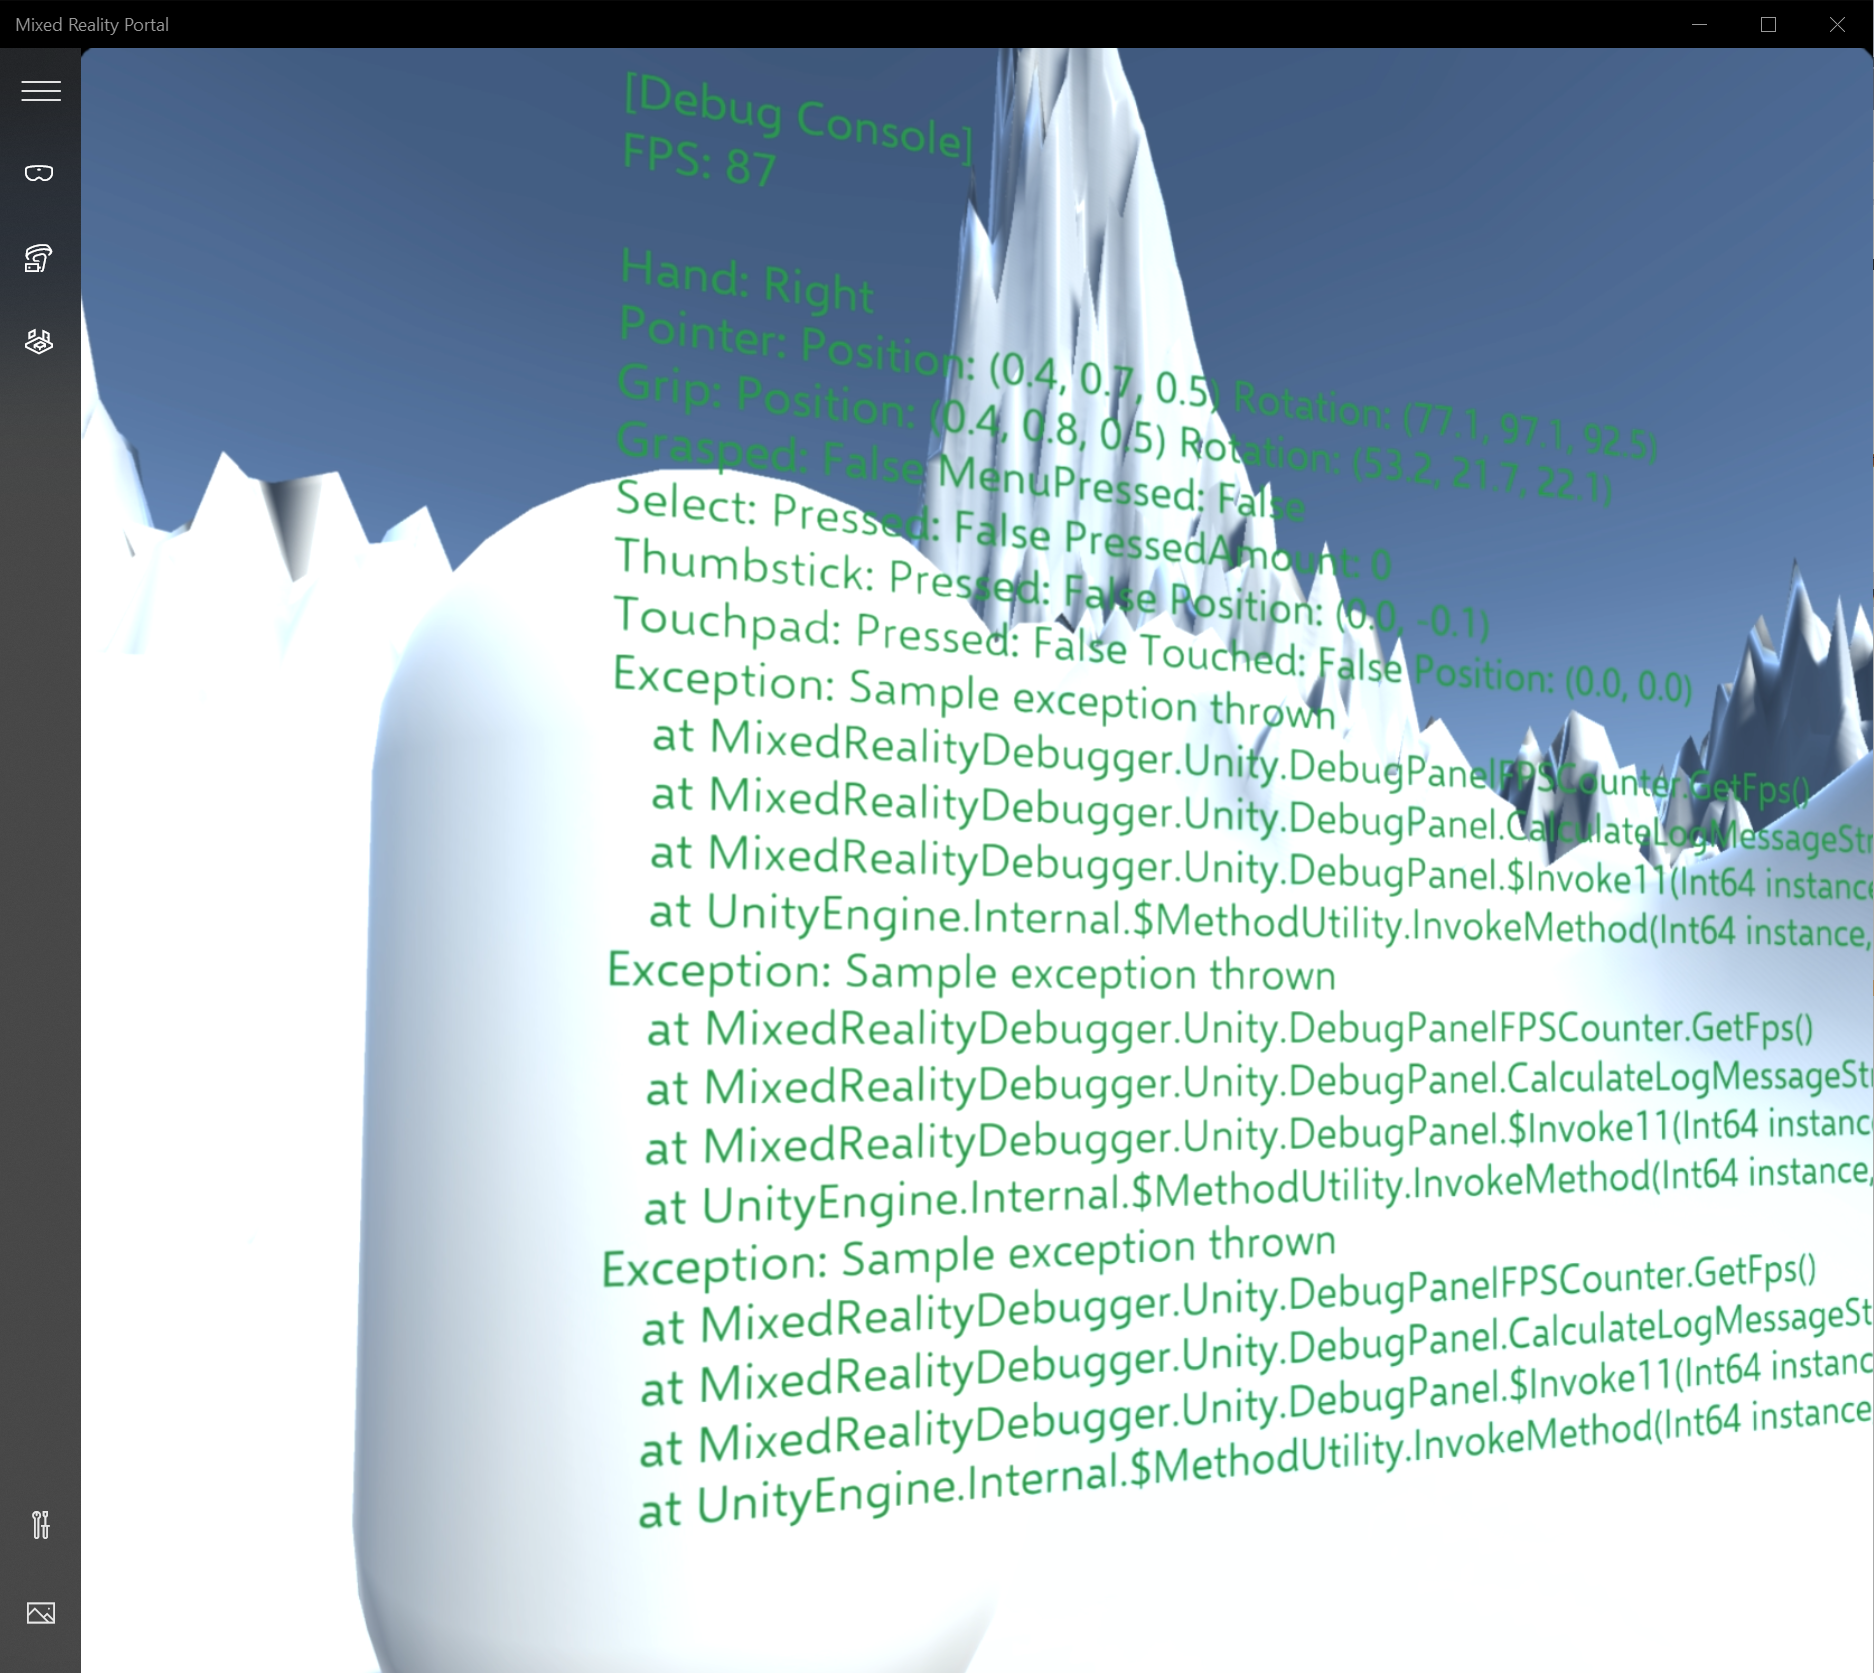 Mixed Reality Portal
[Debug Console]
FPS: 87
Hand: Right
Pointer: Position: (0.4, 0.7, 0.5) Rotation: (77.1, 97.1, 92.5)
Grip: Position: (0.4, 0.8, 0.5) Rotation: (53.2, 21.7, 22.1)
Grasped: False MenuPressed: False
Select: Pressed: False PressedAmount: 0
Thumbstick: Pressed: False Position: (0.0, -0.1)
Touchpad: Pressed: False Touched: False Position: (0.0, 0.0)
Exception: Sample exception thrown
at MixedRealityDebugger.Unity.DebugPanelFPSCounter.GetFps()
at MixedRealityDebugger.Unity.DebugPanel.CalculateLogMessageStr
at MixedRealityDebugger.Unity.DebugPanel.$Invoke11(Int64 instance
at UnityEngine.Internal.$MethodUtility.InvokeMethod(Int64 instance,
Exception: Sample exception thrown
at MixedRealityDebugger.Unity.DebugPanelFPSCounter.GetFps()
at MixedRealityDebugger.Unity.DebugPanel.CalculateLogMessageStr
at MixedRealityDebugger.Unity.DebugPanel.$Invoke11(Int64 instanc
at UnityEngine.Internal.$MethodUtility.InvokeMethod(Int64 instance,
Exception: Sample exception thrown
at MixedRealityDebugger.Unity.DebugPanelFPSCounter.GetFps()
at MixedRealityDebugger.Unity.DebugPanel.CalculateLogMessageSt
at MixedRealityDebugger.Unity.DebugPanel.$Invoke11(Int64 instanc
at UnityEngine.Internal.$MethodUtility.InvokeMethod(Int64 instance